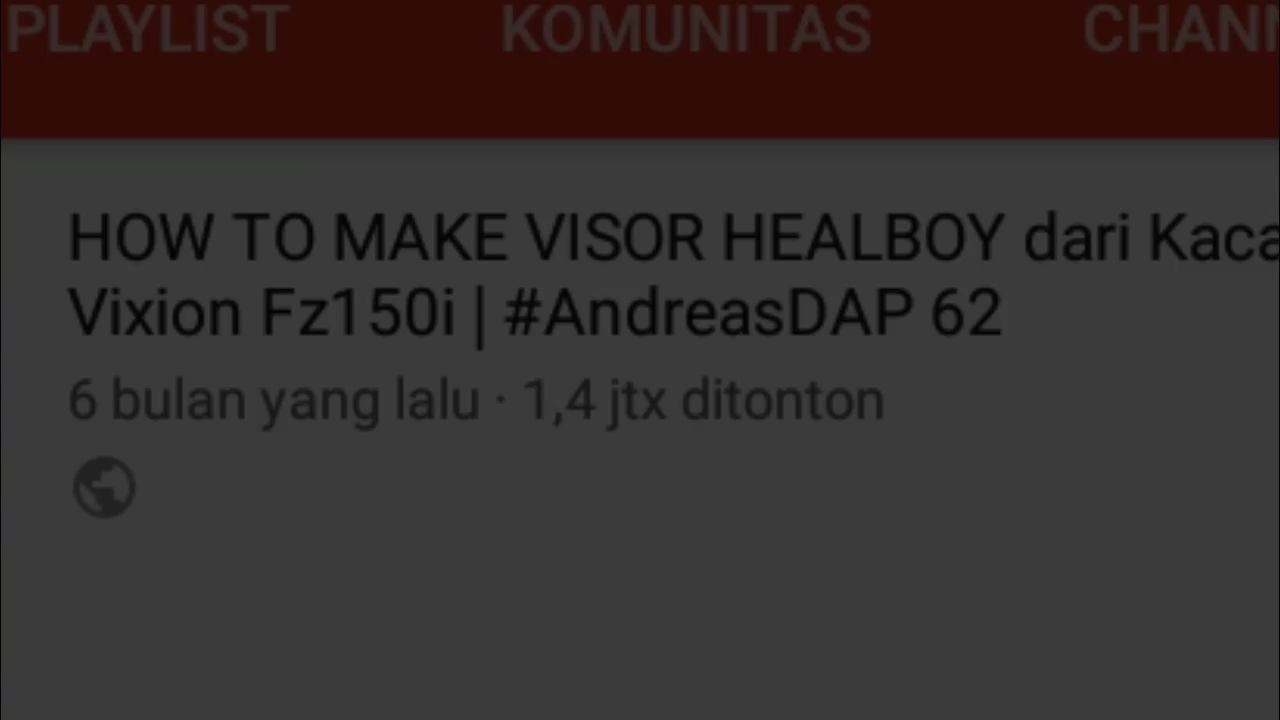 PLAYLIST KOMUNITAS
HOW TO MAKE VISOR HEALBOY dari Kaca
Vixion Fz150i | #AndreasDAP 62
6 bulan yang lalu · 1,4 jtx ditonton